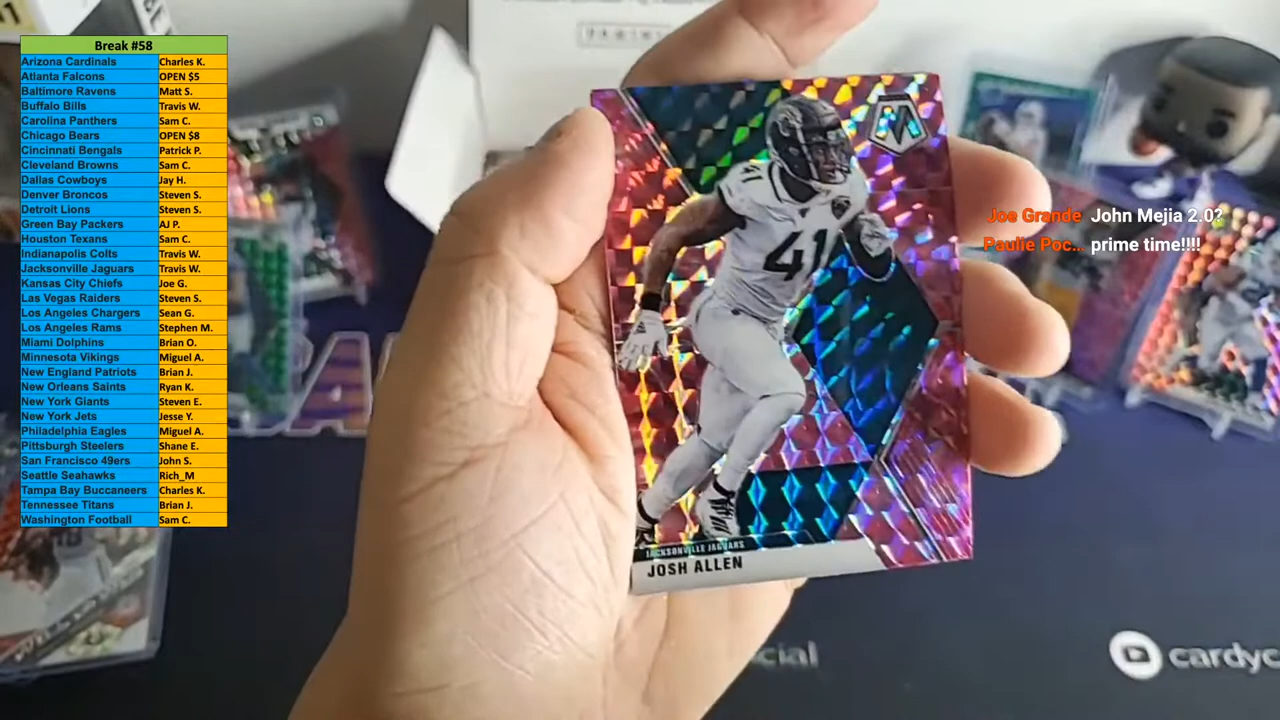 Break #58
Arizona Cardinals Charles K.
Atlanta Falcons OPEN $5
Baltimore Ravens Matt S.
Buffalo Bills Travis W.
Carolina Panthers Sam C.
Chicago Bears OPEN $8
Cincinnati Bengals Patrick P.
Cleveland Browns Sam C.
Dallas Cowboys Jay H.
Denver Broncos Steven S.
Detroit Lions Steven S.
Green Bay Packers AJ P.
Houston Texans Sam C.
Indianapolis Colts Travis W.
Jacksonville Jaguars Travis W.
Kansas City Chiefs Joe G.
Las Vegas Raiders Steven S.
Los Angeles Chargers Sean G.
Los Angeles Rams Stephen M.
Miami Dolphins Brian O.
Minnesota Vikings Miguel A.
New England Patriots Brian J.
New Orleans Saints Ryan K.
New York Giants Steven E.
New York Jets Jesse Y.
Philadelphia Eagles Miguel A.
Pittsburgh Steelers Shane E.
San Francisco 49ers John S.
Seattle Seahawks Rich_M
Tampa Bay Buccaneers Charles K.
Tennessee Titans Brian J.
Washington Football Sam C.
PANINI
M
41
41
JACKSONVILLE JAGUARS
JOSH ALLEN
Joe Grande John Mejia 2.0?
Paulie Poc... prime time!!!!
cial
cardyc